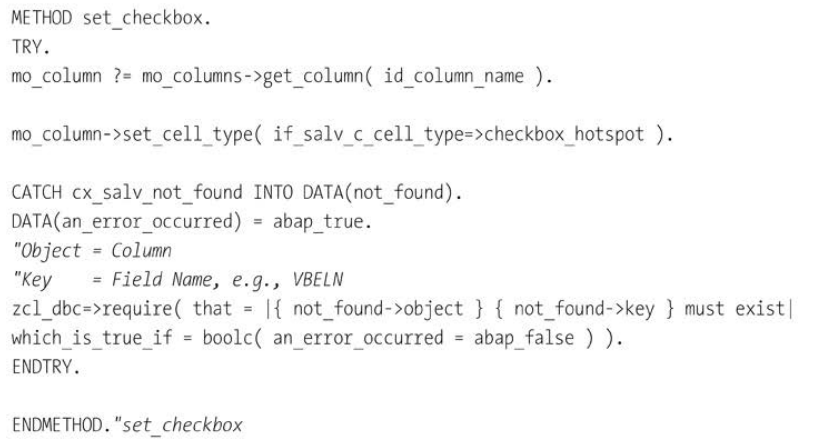 METHOD set_checkbox.
TRY.
mo_column ?= mo_columns->get_column( id_column_name ).
mo_column->set_cell_type( if_salv_c_cell_type=>checkbox_hotspot ).
CATCH cx_salv_not_found INTO DATA(not_found).
DATA(an_error_occurred) = abap_true.
"Object = Column
"Key    = Field Name, e.g., VBELN
zcl_dbc=>require( that = |{ not_found->object } { not_found->key } must exist|
which_is_true_if = boolc( an_error_occurred = abap_false ) ).
ENDTRY.
ENDMETHOD."set_checkbox